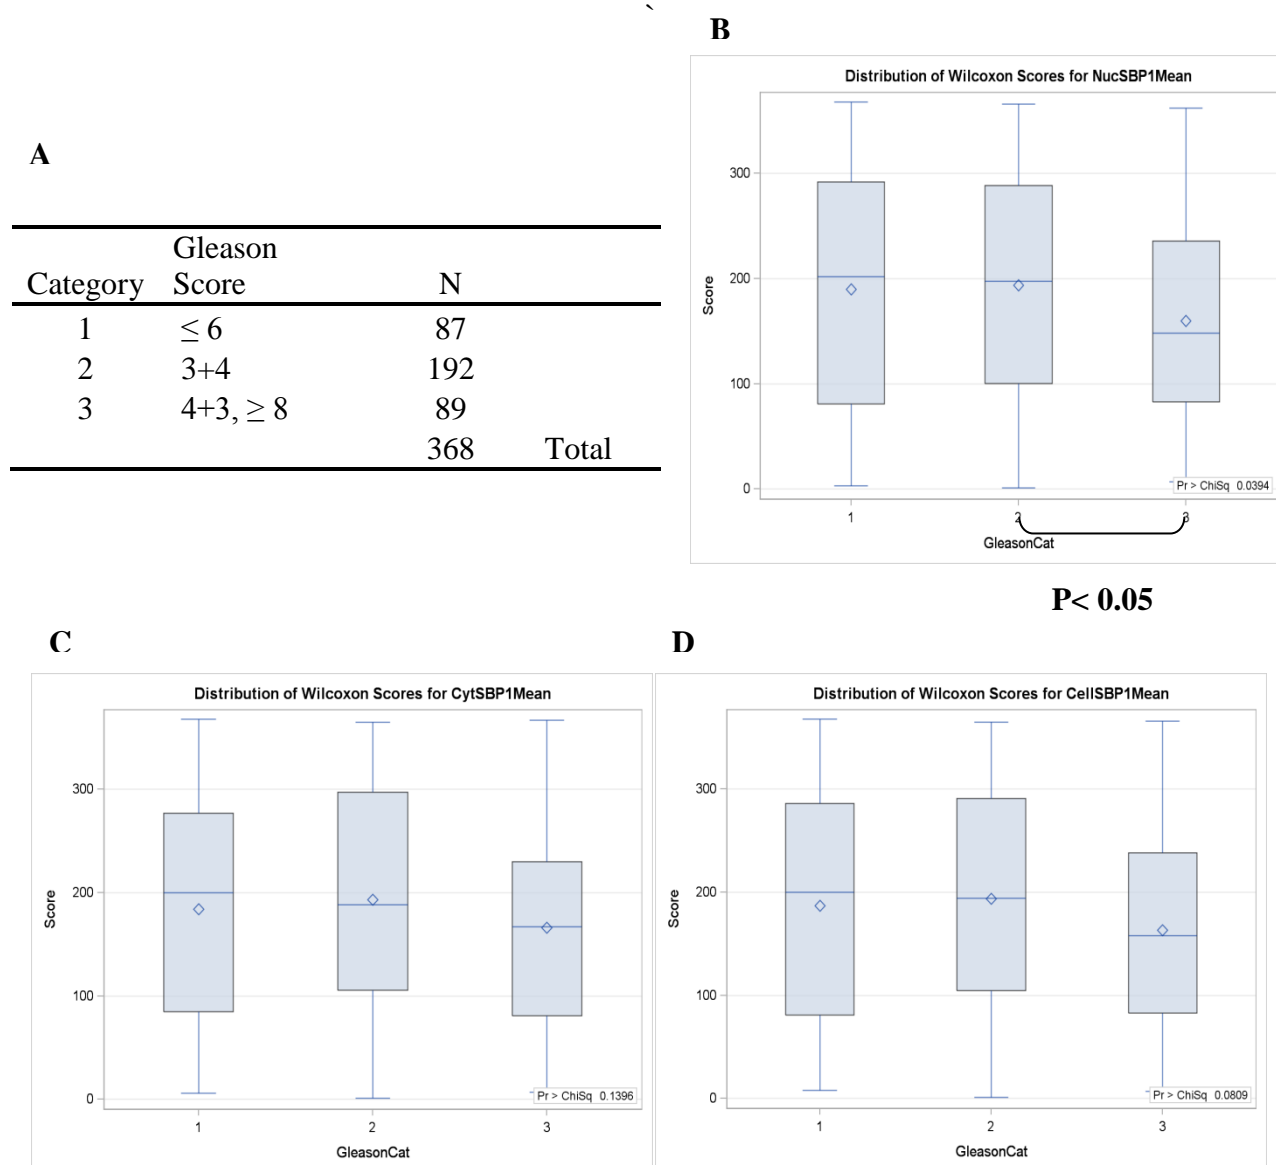 `
A
Gleason
Category Score N
1 ≤ 6 87
2 3+4 192
3 4+3, ≥ 8 89
368 Total
B
Distribution of Wilcoxon Scores for NucSBP1Mean
Score
300
200
100
0
Pr > ChiSq 0.0394
1 2 3
GleasonCat
P< 0.05
C
Distribution of Wilcoxon Scores for CytSBP1Mean
Score
300
200
100
0
Pr > ChiSq 0.1396
1 2 3
GleasonCat
D
Distribution of Wilcoxon Scores for CellSBP1Mean
Score
300
200
100
0
Pr > ChiSq 0.0809
1 2 3
GleasonCat